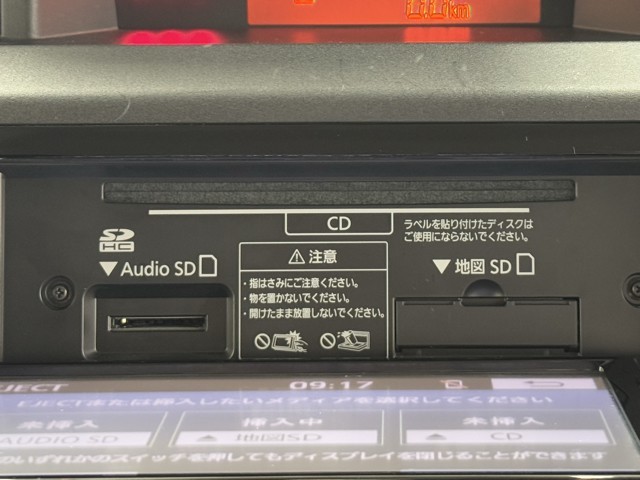 km
CD
ラベルを貼り付けたディスクは
ご使用にならないでください。
SD
HC
▼Audio SD
⚠注意
・指はさみにご注意ください。
・物を置かないでください。
・開けたまま放置しないでください。
▼地図 SD
EJECT
09:17
EJECTまたは挿入したいメディアを選択してください
未挿入
AUDIO SD
挿入中
地図SD
未挿入
CD
のいずれかのスイッチを押してもディスプレイを閉じることができます